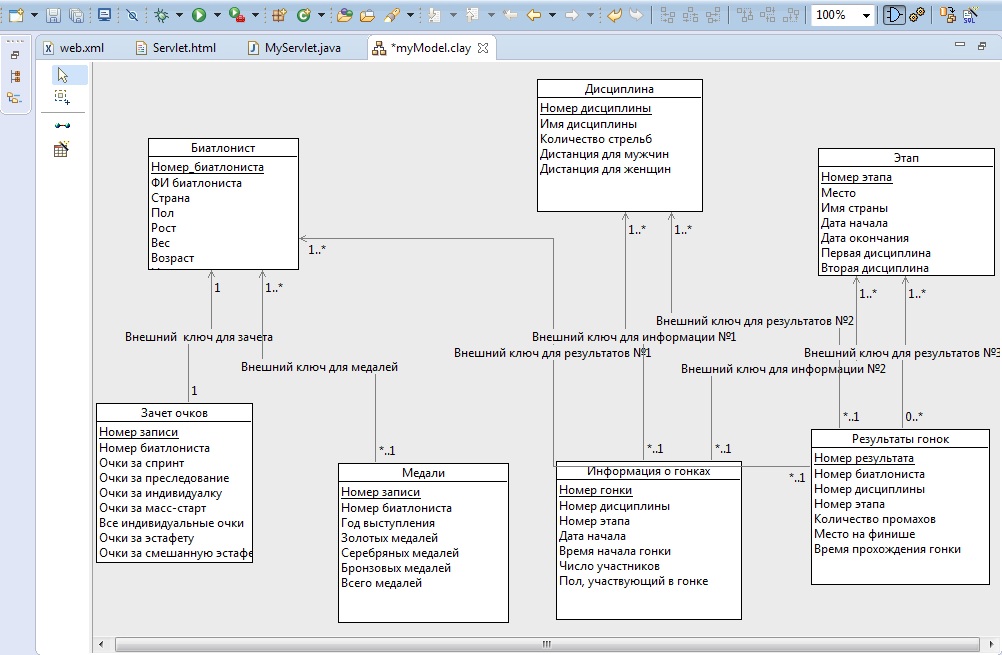 100%
web.xml
Servlet.html
MyServlet.java
*myModel.clay
Дисциплина
Номер дисциплины
Имя дисциплины
Количество стрельб
Дистанция для мужчин
Дистанция для женщин
Биатлонист
Номер_биатлониста
ФИ биатлониста
Страна
Пол
Рост
Вес
Возраст
Этап
Номер этапа
Место
Имя страны
Дата начала
Дата окончания
Первая дисциплина
Вторая дисциплина
1..*
1..*
1..*
1
1..*
1..*
1..*
Внешний ключ для результатов №2
Внешний ключ для зачета
Внешний ключ для информации №1
Внешний ключ для результатов №1
Внешний ключ для результатов №3
Внешний ключ для медалей
Внешний ключ для информации №2
1
*..1
*..1
*..1
*..1
0..*
*..1
Зачет очков
Номер записи
Номер биатлониста
Очки за спринт
Очки за преследование
Очки за индивидуалку
Очки за масс-старт
Все индивидуальные очки
Очки за эстафету
Очки за смешанную эстафе
Медали
Номер записи
Номер биатлониста
Год выступления
Золотых медалей
Серебряных медалей
Бронзовых медалей
Всего медалей
Информация о гонках
Номер гонки
Номер дисциплины
Номер этапа
Дата начала
Время начала гонки
Число участников
Пол, участвующий в гонке
Результаты гонок
Номер результата
Номер биатлониста
Номер дисциплины
Номер этапа
Количество промахов
Место на финише
Время прохождения гонки